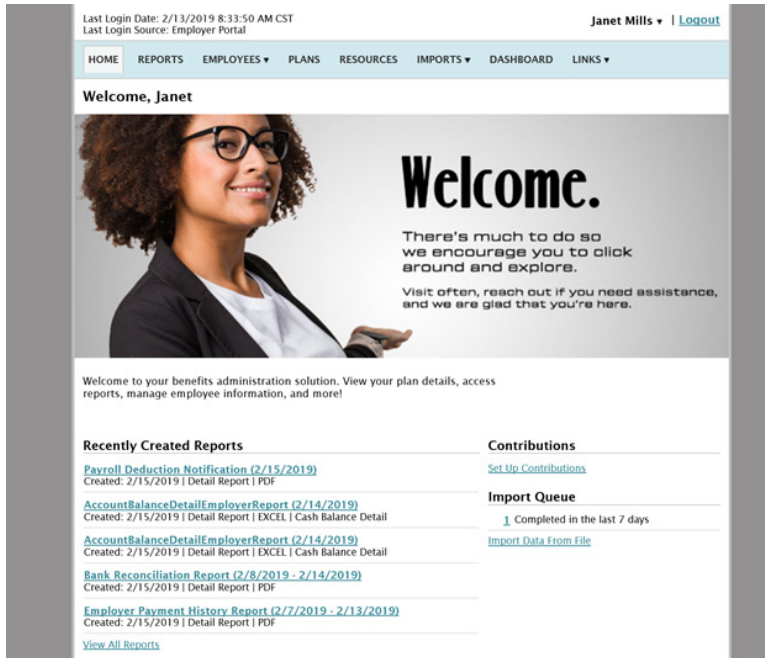 Last Login Date: 2/13/2019 8:33:50 AM CST
Last Login Source: Employer Portal
Janet Mills ▾ | Logout
HOME REPORTS EMPLOYEES ▾ PLANS RESOURCES IMPORTS ▾ DASHBOARD LINKS ▾
Welcome, Janet
Welcome.
There's much to do so
we encourage you to click
around and explore.
Visit often, reach out if you need assistance,
and we are glad that you're here.
Welcome to your benefits administration solution. View your plan details, access
reports, manage employee information, and more!
Recently Created Reports
Payroll Deduction Notification (2/15/2019)
Created: 2/15/2019 | Detail Report | PDF
AccountBalanceDetailEmployerReport (2/14/2019)
Created: 2/15/2019 | Detail Report | EXCEL | Cash Balance Detail
AccountBalanceDetailEmployerReport (2/14/2019)
Created: 2/15/2019 | Detail Report | EXCEL | Cash Balance Detail
Bank Reconciliation Report (2/8/2019 - 2/14/2019)
Created: 2/15/2019 | Detail Report | PDF
Employer Payment History Report (2/7/2019 - 2/13/2019)
Created: 2/15/2019 | Detail Report | PDF
View All Reports
Contributions
Set Up Contributions
Import Queue
1 Completed in the last 7 days
Import Data From File